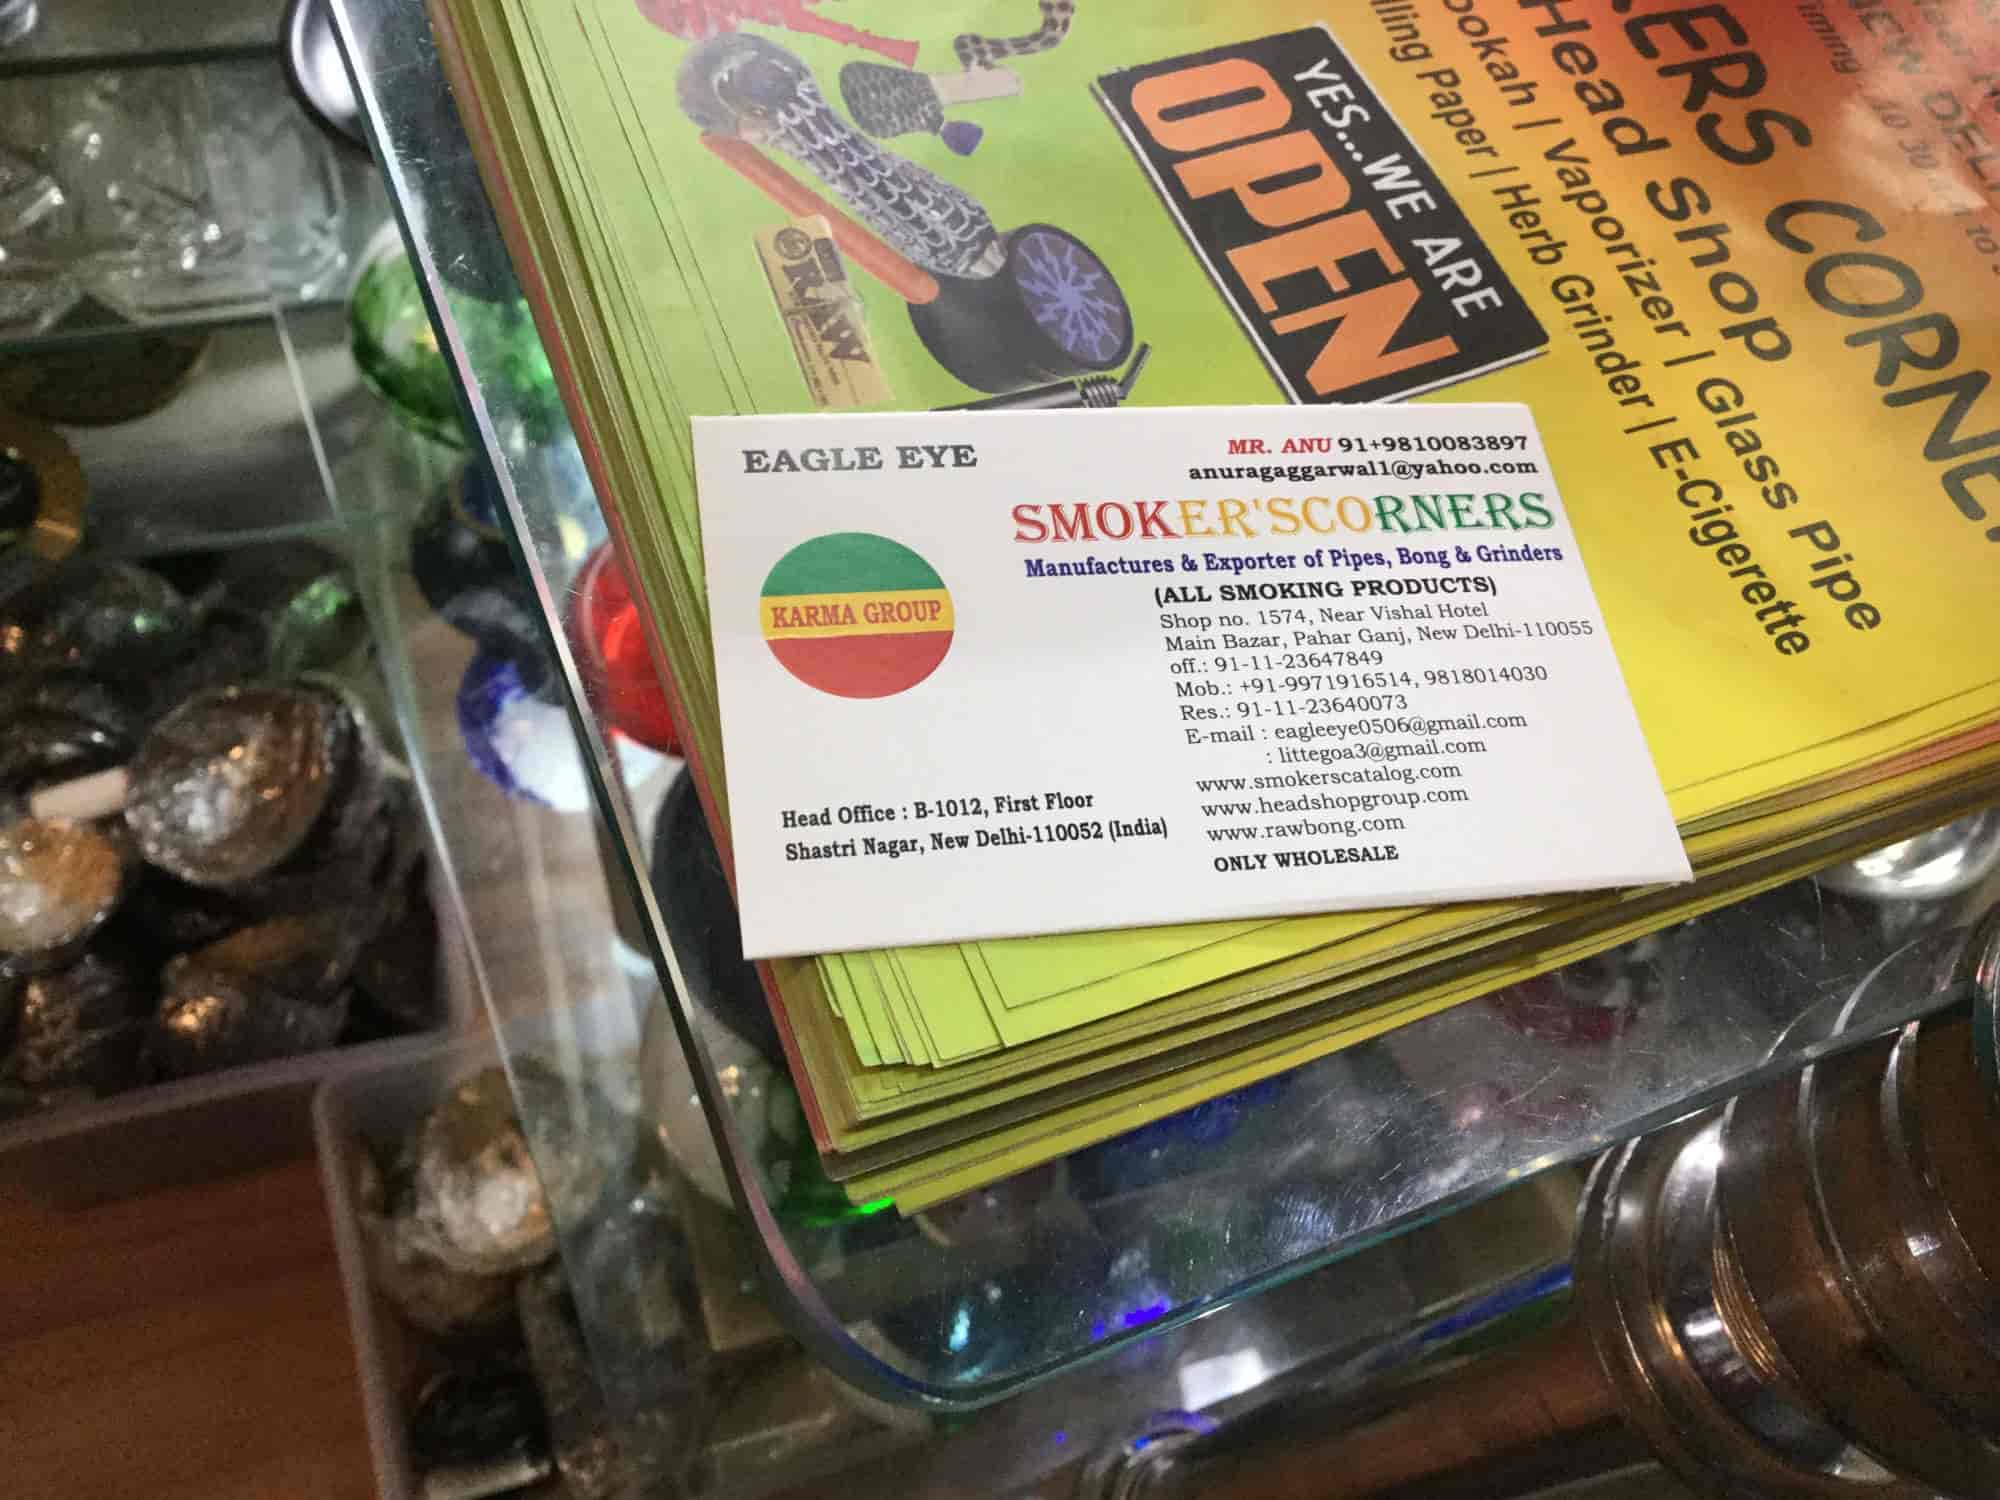 YES...WE ARE
OPEN
RAW
CORNER
Head Shop
Vaporizer | Glass Pipe
Paper | Herb Grinder | E-Cigerette
EAGLE EYE
MR. ANU 91+9810083897
anuragaggarwal1@yahoo.com
SMOKER'SCORNERS
Manufactures & Exporter of Pipes, Bong & Grinders
(ALL SMOKING PRODUCTS)
KARMA GROUP
Shop no. 1574, Near Vishal Hotel
Main Bazar, Pahar Ganj, New Delhi-110055
off.: 91-11-23647849
Mob.: +91-9971916514, 9818014030
Res.: 91-11-23640073
E-mail : eagleeye0506@gmail.com
: littegoa3@gmail.com
www.smokerscatalog.com
www.headshopgroup.com
www.rawbong.com
ONLY WHOLESALE
Head Office : B-1012, First Floor
Shastri Nagar, New Delhi-110052 (India)